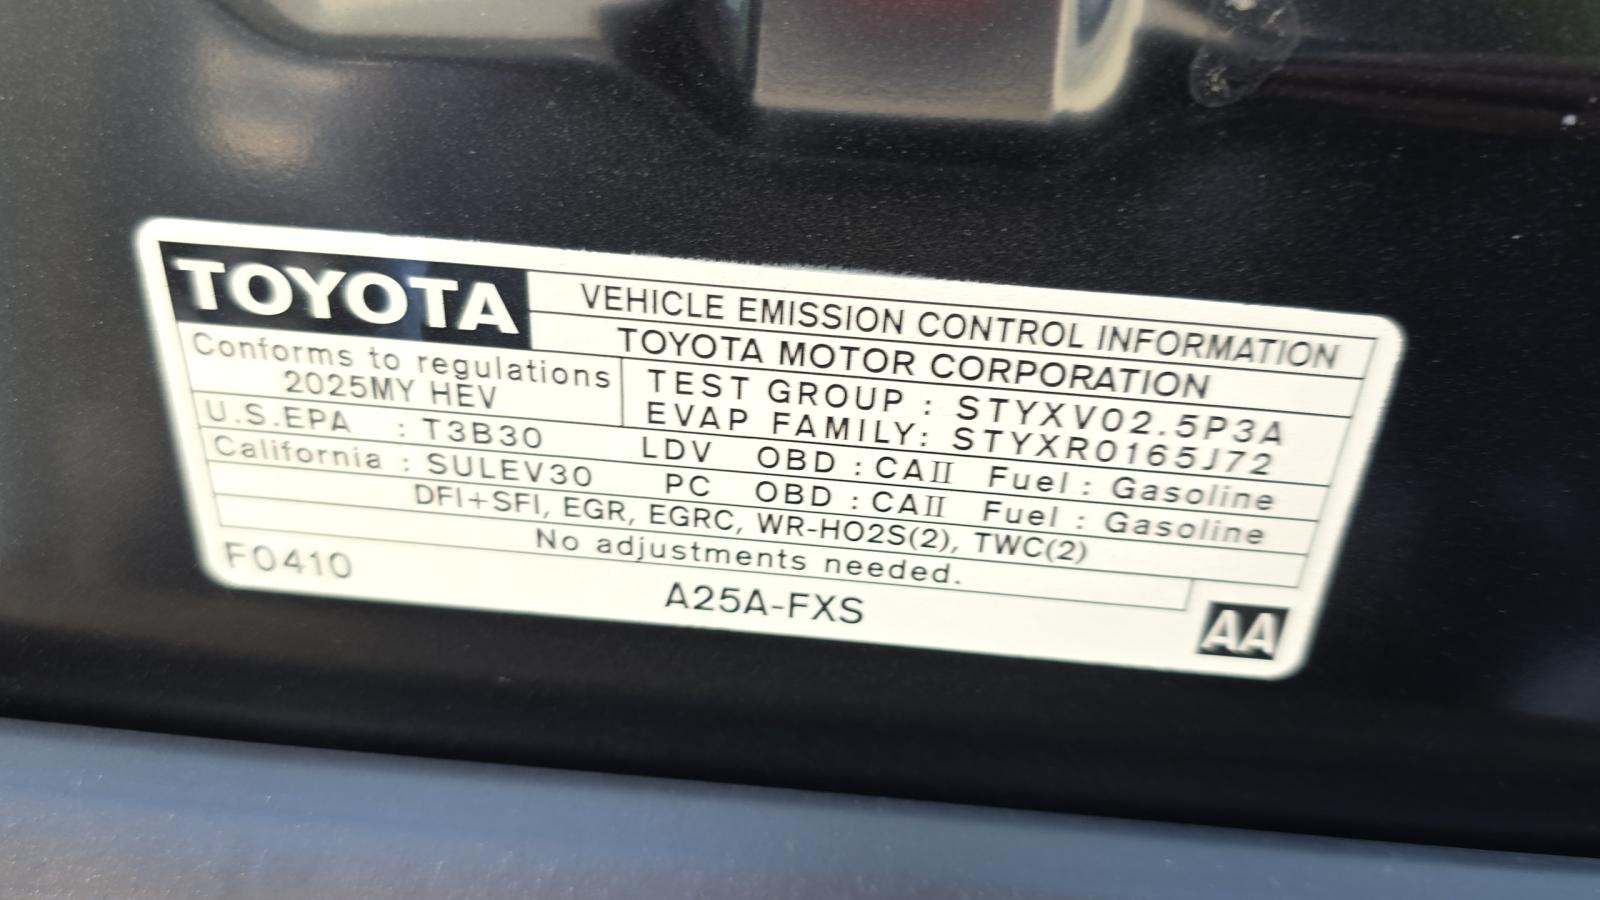 TOYOTA
VEHICLE EMISSION CONTROL INFORMATION
TOYOTA MOTOR CORPORATION
Conforms to regulations
2025MY HEV
TEST GROUP : STYXV02.5P3A
EVAP FAMILY: STYXR0165J72
U.S.EPA : T3B30 LDV OBD : CAII Fuel : Gasoline
California : SULEV30 PC OBD : CAII Fuel : Gasoline
DFI+SFI, EGR, EGRC, WR-HO2S(2), TWC(2)
No adjustments needed.
F0410
A25A-FXS
AA